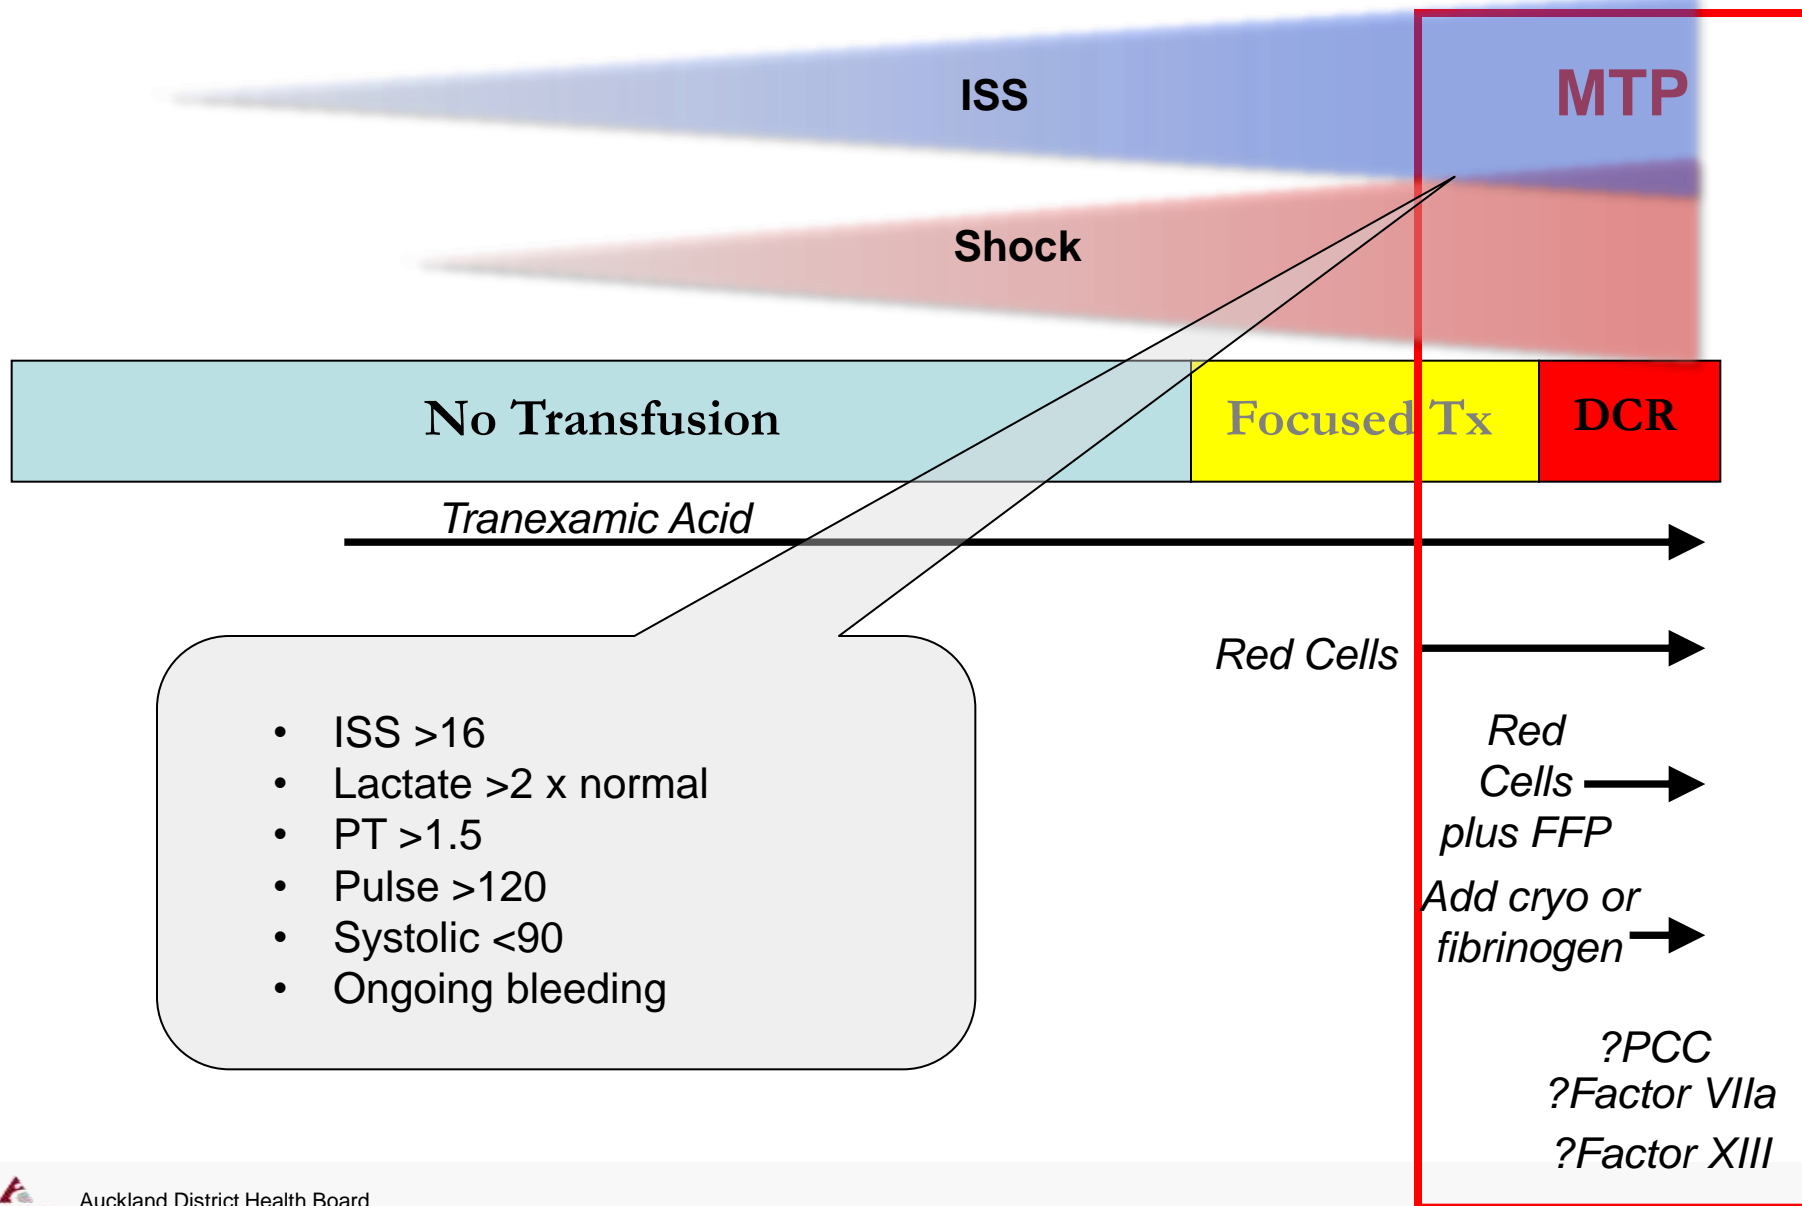 ISS
MTP
Shock
No Transfusion
Focused Tx
DCR
Tranexamic Acid
Red Cells
• ISS >16
• Lactate >2 x normal
• PT >1.5
• Pulse >120
• Systolic <90
• Ongoing bleeding
Red
Cells
plus FFP
Add cryo or
fibrinogen
?PCC
?Factor VIIa
?Factor XIII
Auckland District Health Board